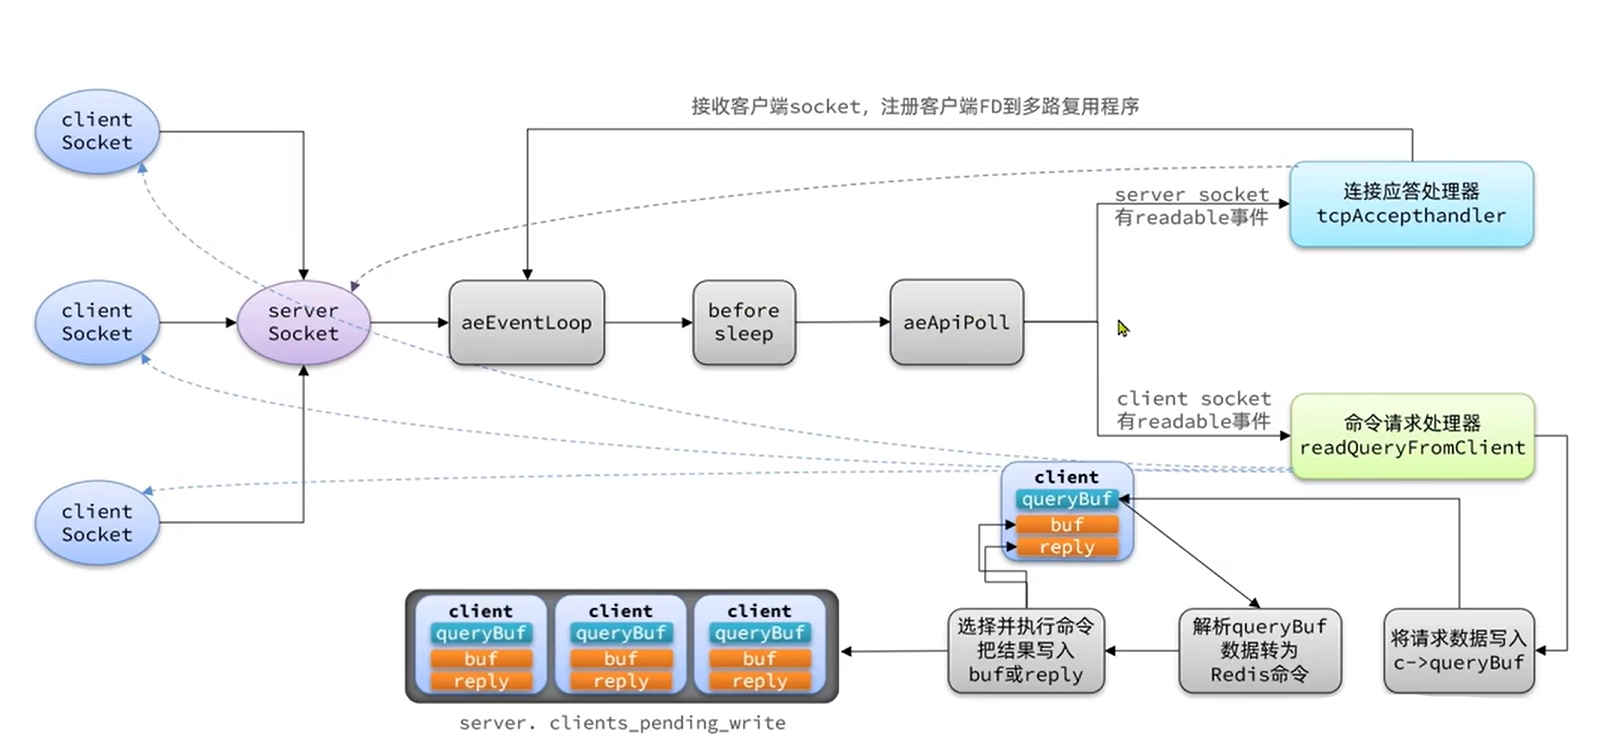 接收客户端socket，注册客户端FD到多路复用程序
client
Socket
server socket
有readable事件
连接应答处理器
tcpAccepthandler
client
Socket
server
Socket
aeEventLoop
before
sleep
aeApiPoll
client socket
有readable事件
命令请求处理器
readQueryFromClient
client
Socket
client
queryBuf
buf
reply
client
queryBuf
buf
reply
client
queryBuf
buf
reply
client
queryBuf
buf
reply
选择并执行命令
把结果写入
buf或reply
解析queryBuf
数据转为
Redis命令
将请求数据写入
c->queryBuf
server. clients_pending_write